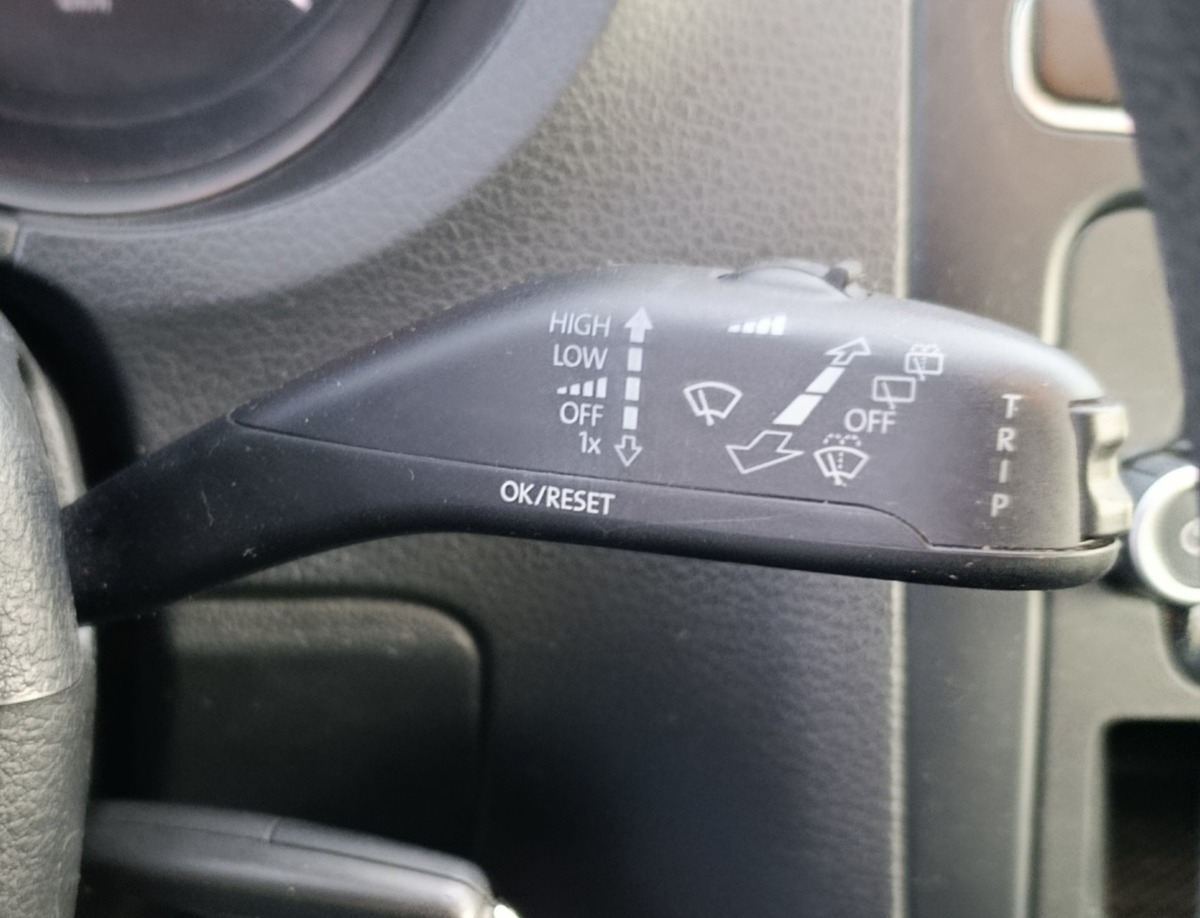 HIGH
LOW
OFF
1x
OFF
TRIP
OK/RESET